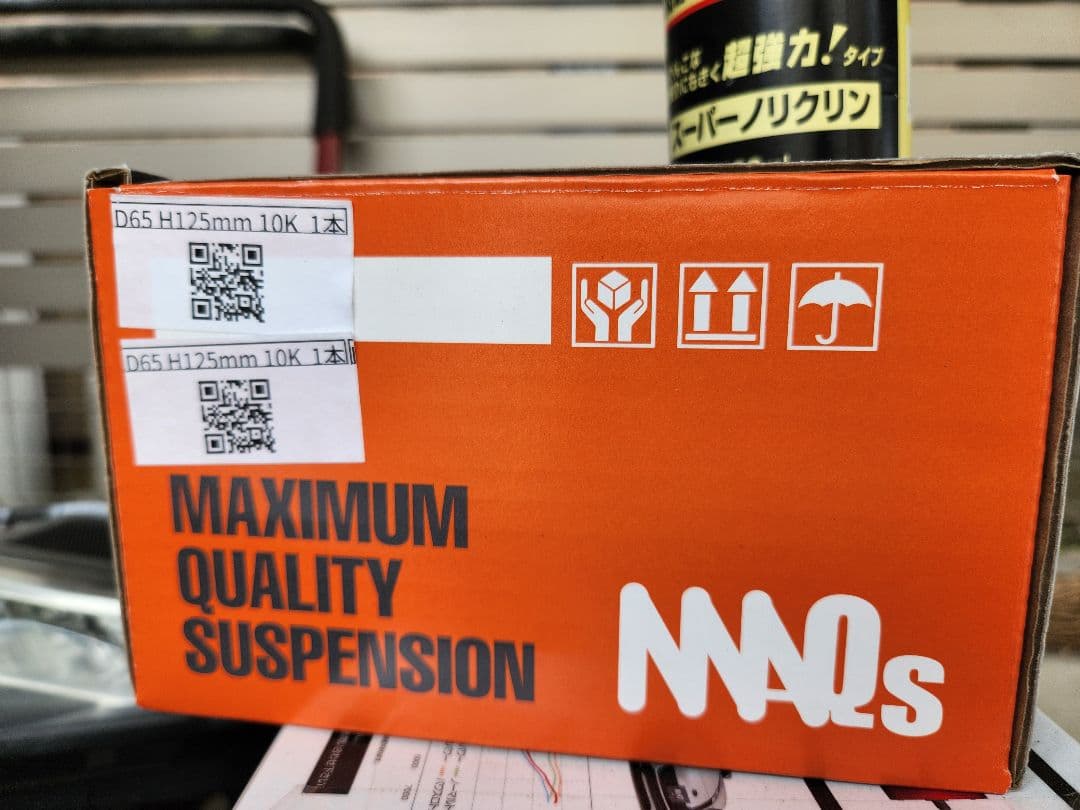 超強力!タイプ
スーパーノリクリン
D65 H125mm 10K 1本
D65 H125mm 10K 1本
MAXIMUM
QUALITY
SUSPENSION
MAQs